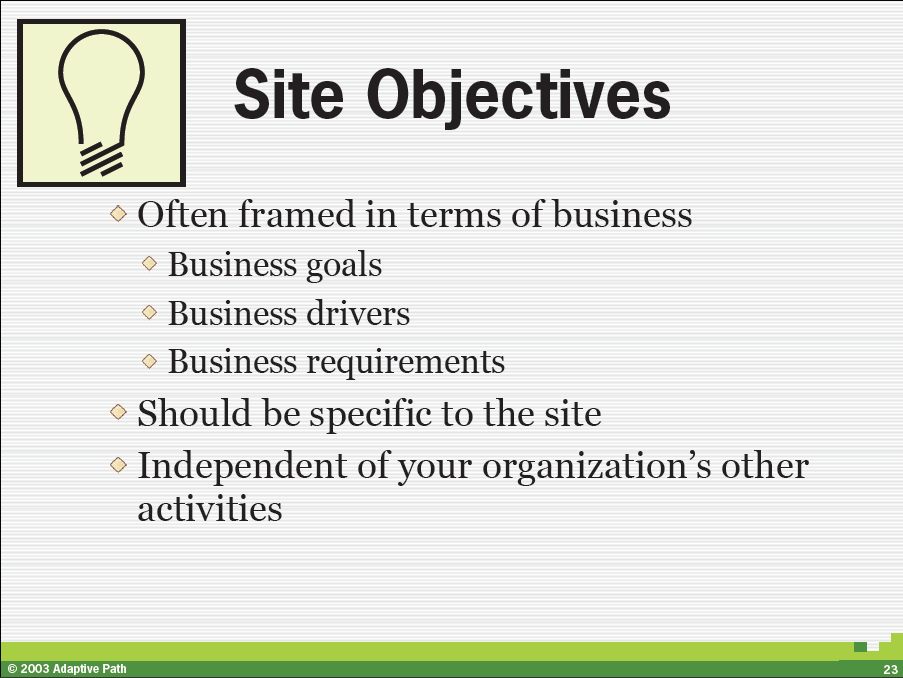 Site Objectives
Often framed in terms of business
Business goals
Business drivers
Business requirements
Should be specific to the site
Independent of your organization’s other
activities
© 2003 Adaptive Path
23